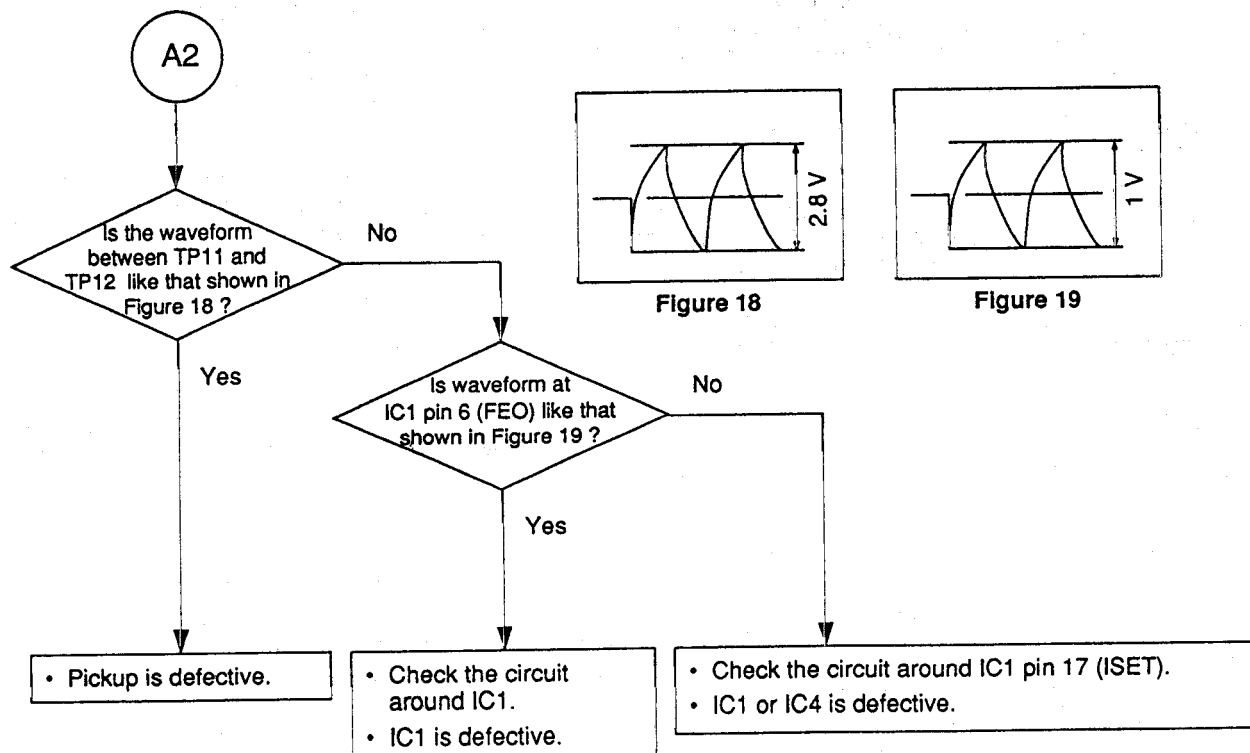 A2
Is the waveform
between TP11 and
TP12 like that shown in
Figure 18 ?
No
Yes
2.8 V
Figure 18
1 V
Figure 19
Is waveform at
IC1 pin 6 (FEO) like that
shown in Figure 19 ?
No
Yes
• Pickup is defective.
• Check the circuit
around IC1.
• IC1 is defective.
• Check the circuit around IC1 pin 17 (ISET).
• IC1 or IC4 is defective.